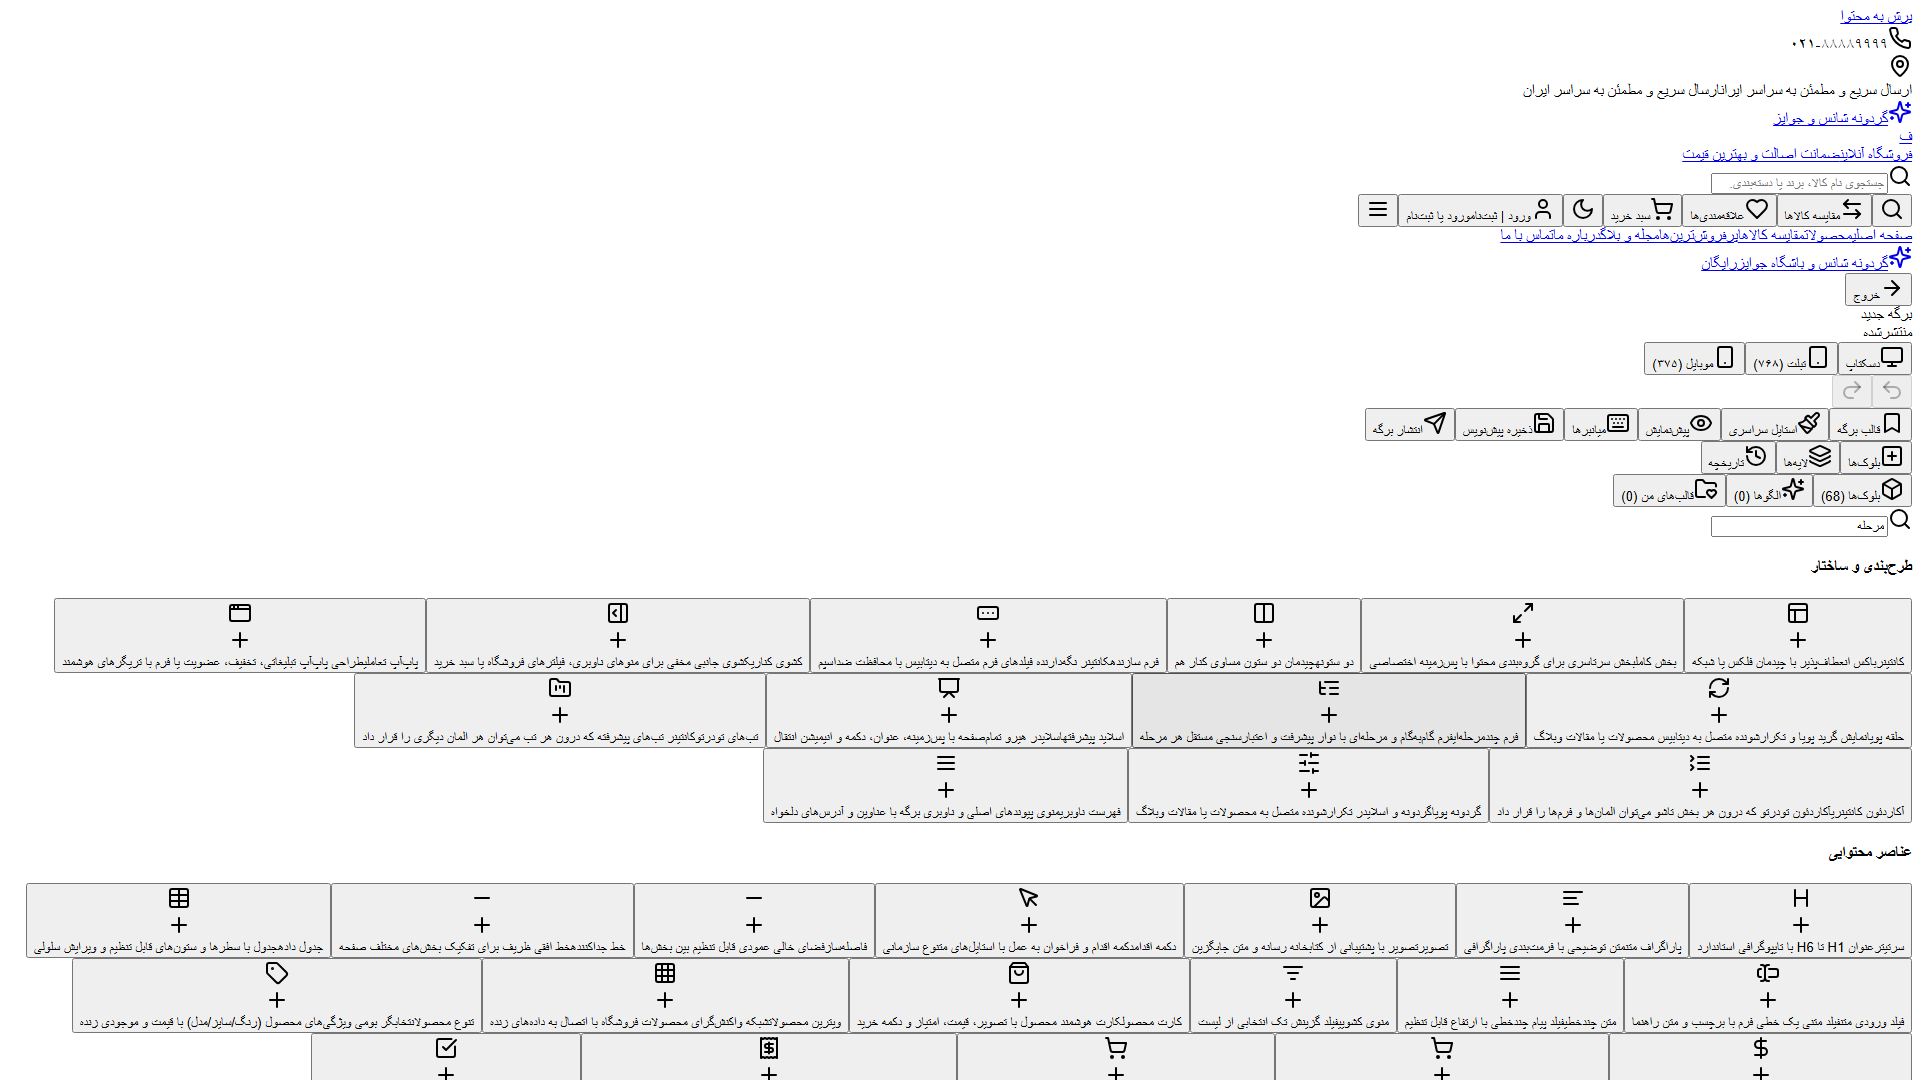 پرش به محتوا
۰۲۱-۸۸۸۸۹۹۹۹
ارسال سریع و مطمئن به سراسر ایرانارسال سریع و مطمئن به سراسر ایران
گردونه شانس و جوایز
ف
فروشگاه آنلاینضمانت اصالت و بهترین قیمت
جستجوی نام کالا، برند یا دسته‌بندی.
مقایسه کالاها علاقه‌مندی‌ها سبد خرید ورود | ثبت‌نامورود یا ثبت‌نام
صفحه اصلیمحصولاتمقایسه کالاهاپرفروش‌ترین‌هامجله و بلاگدرباره ماتماس با ما
گردونه شانس و باشگاه جوایزرایگان
خروج
برگه جدید
منتشرشده
دسکتاپ تبلت (۷۶۸) موبایل (۳۷۵)
قالب برگه استایل سراسری پیش‌نمایش میانبرها ذخیره پیش‌نویس انتشار برگه
بلوک‌ها لایه‌ها تاریخچه
بلوک‌ها (68) الگوها (0) قالب‌های من (0)
مرحله
طرح‌بندی و ساختار
کانتینرباکس انعطاف‌پذیر با چیدمان فلکس یا شبکه بخش کاملبخش سرتاسری برای گروه‌بندی محتوا با پس‌زمینه اختصاصی دو ستونهچیدمان دو ستون مساوی کنار هم فرم سازندهکانتینر نگه‌دارنده فیلدهای فرم متصل به دیتابیس با محافظت ضداسپم کشوی کناریکشوی جانبی مخفی برای منوهای ناوبری، فیلترهای فروشگاه یا سبد خرید پاپ‌آپ تعاملیطراحی پاپ‌آپ تبلیغاتی، تخفیف، عضویت یا فرم با تریگرهای هوشمند
حلقه پویانمایش گرید پویا و تکرارشونده متصل به دیتابیس محصولات یا مقالات وبلاگ فرم چندمرحله‌ایفرم گام‌به‌گام و مرحله‌ای با نوار پیشرفت و اعتبارسنجی مستقل هر مرحله اسلاید پیشرفتهاسلایدر هیرو تمام‌صفحه با پس‌زمینه، عنوان، دکمه و انیمیشن انتقال تب‌های تودرتوکانتینر تب‌های پیشرفته که درون هر تب می‌توان هر المان دیگری را قرار داد
آکاردئون کانتینریآکاردئون تودرتو که درون هر بخش تاشو می‌توان المان‌ها و فرم‌ها را قرار داد گردونه پویاگردونه و اسلایدر تکرارشونده متصل به محصولات یا مقالات وبلاگ فهرست ناوبریمنوی پیوندهای اصلی و ناوبری برگه با عناوین و آدرس‌های دلخواه
عناصر محتوایی
سرتیترعنوان H1 تا H6 با تایپوگرافی استاندارد پاراگراف متنمتن توضیحی با فرمت‌بندی پاراگرافی تصویرتصویر با پشتیبانی از کتابخانه رسانه و متن جایگزین دکمه اقدامدکمه اقدام و فراخوان به عمل با استایل‌های متنوع سازمانی فاصله‌سازفضای خالی عمودی قابل تنظیم بین بخش‌ها خط جداکنندهخط افقی ظریف برای تفکیک بخش‌های مختلف صفحه جدول دادهجدول با سطرها و ستون‌های قابل تنظیم و ویرایش سلولی
فیلد ورودی متنفیلد متنی یک خطی فرم با برچسب و متن راهنما متن چندخطیفیلد پیام چندخطی با ارتفاع قابل تنظیم منوی کشوییفیلد گزینش تک انتخابی از لیست کارت محصولکارت هوشمند محصول با تصویر، قیمت، امتیاز و دکمه خرید ویترین محصولاتشبکه واکنش‌گرای محصولات فروشگاه با اتصال به داده‌های زنده تنوع محصولانتخابگر بومی ویژگی‌های محصول (رنگ/سایز/مدل) با قیمت و موجودی زنده